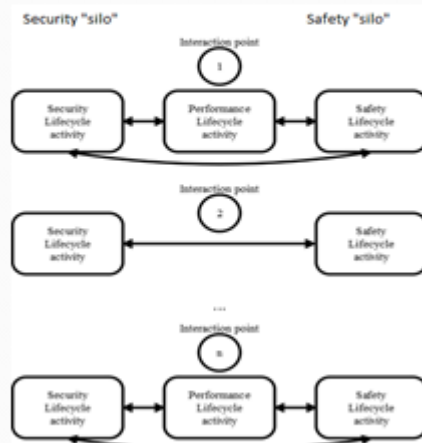 Security "silo"
Safety "silo"
Interaction point
1
Security
Lifecycle
activity
Performance
Lifecycle
activity
Safety
Lifecycle
activity
Interaction point
2
Security
Lifecycle
activity
Safety
Lifecycle
activity
...
Interaction point
n
Security
Lifecycle
activity
Performance
Lifecycle
activity
Safety
Lifecycle
activity